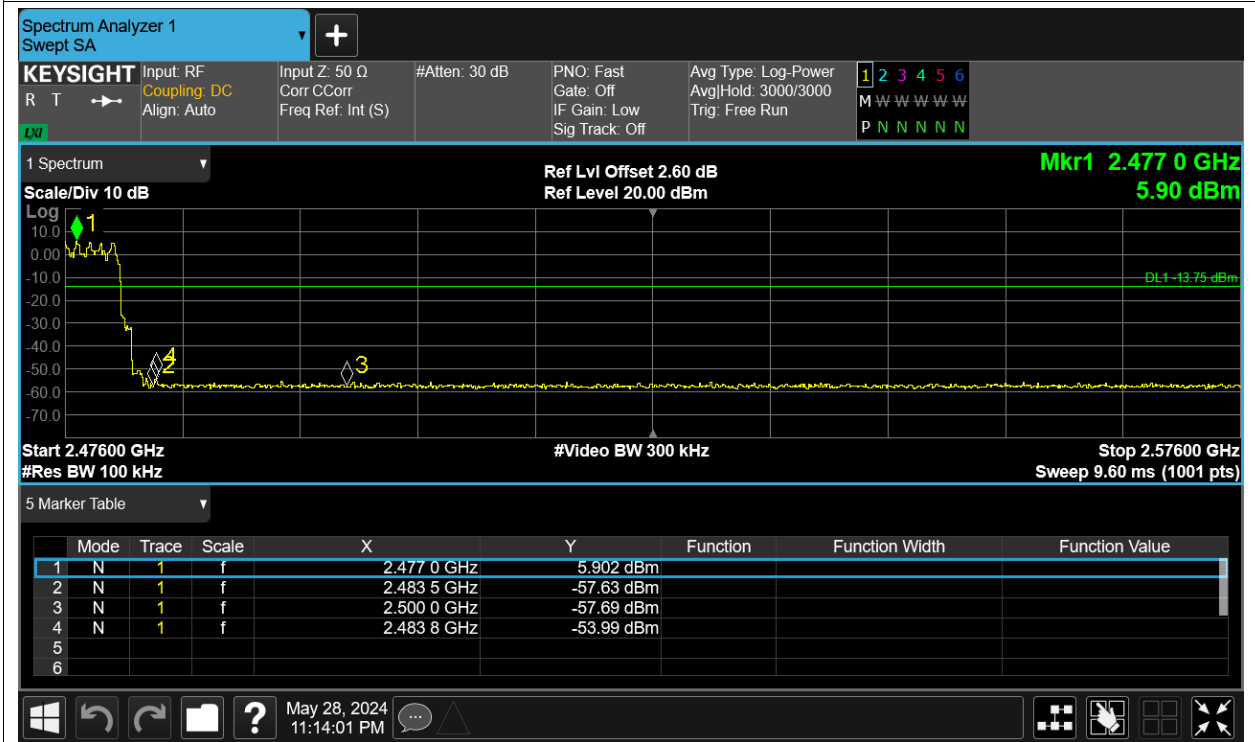 Spectrum Analyzer 1
Swept SA
+
KEYSIGHT
R T
LXI
Input: RF
Coupling: DC
Align: Auto
Input Z: 50 Ω
Corr CCorr
Freq Ref: Int (S)
#Atten: 30 dB
PNO: Fast
Gate: Off
IF Gain: Low
Sig Track: Off
Avg Type: Log-Power
Avg|Hold: 3000/3000
Trig: Free Run
1 2 3 4 5 6
M W W W W W
P N N N N N
1 Spectrum
Scale/Div 10 dB
Ref Lvl Offset 2.60 dB
Ref Level 20.00 dBm
Mkr1 2.477 0 GHz
5.90 dBm
Log
10.0
0.00
-10.0
-20.0
-30.0
-40.0
-50.0
-60.0
-70.0
1
4
2
3
DL1 -13.75 dBm
Start 2.47600 GHz #Video BW 300 kHz Stop 2.57600 GHz
#Res BW 100 kHz Sweep 9.60 ms (1001 pts)
5 Marker Table
Mode Trace Scale X Y Function Function Width Function Value
1 N 1 f 2.477 0 GHz 5.902 dBm
2 N 1 f 2.483 5 GHz -57.63 dBm
3 N 1 f 2.500 0 GHz -57.69 dBm
4 N 1 f 2.483 8 GHz -53.99 dBm
5
6
?
May 28, 2024
11:14:01 PM